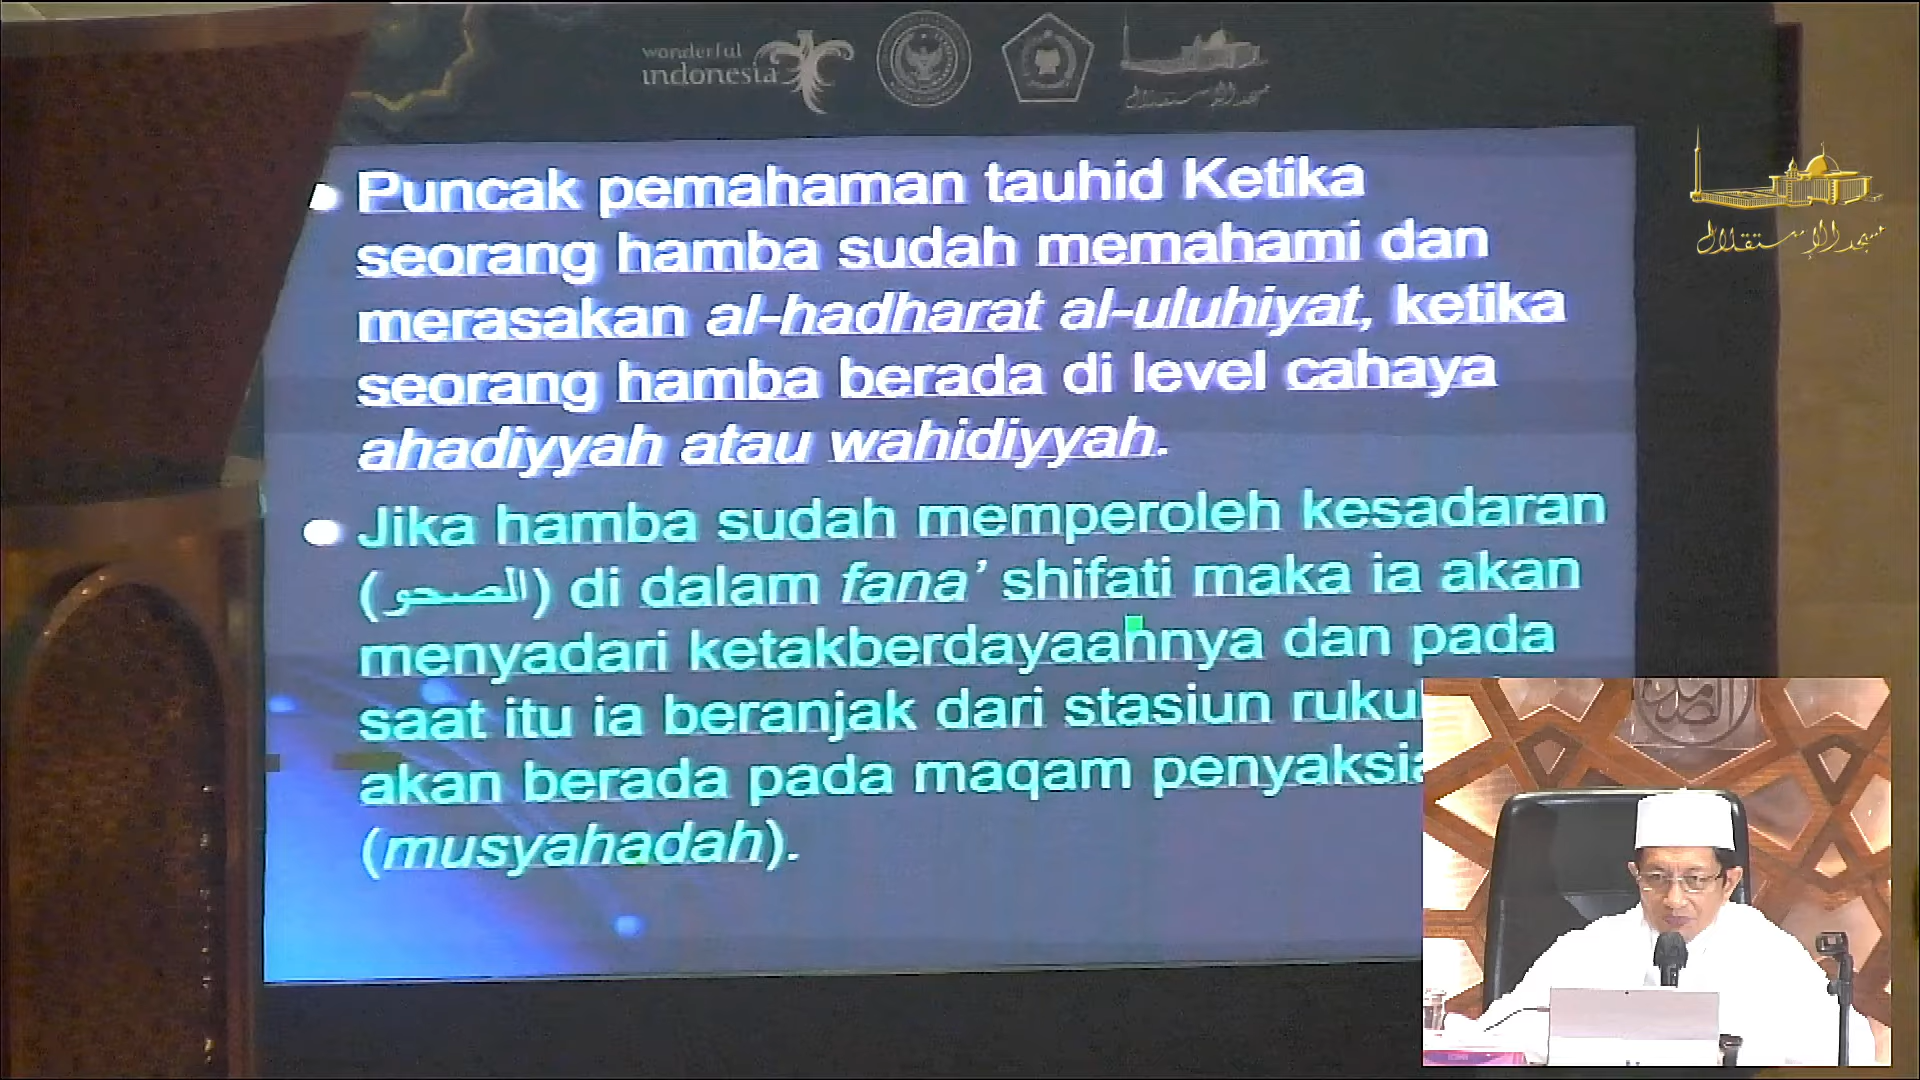 wonderful
indonesia
مسجد الإستقلال
مسجد الإستقلال
• Puncak pemahaman tauhid Ketika
seorang hamba sudah memahami dan
merasakan al-hadharat al-uluhiyat, ketika
seorang hamba berada di level cahaya
ahadiyyah atau wahidiyyah.
• Jika hamba sudah memperoleh kesadaran
(الصحو) di dalam fana’ shifati maka ia akan
menyadari ketakberdayaahnya dan pada
saat itu ia beranjak dari stasiun ruku
akan berada pada maqam penyaksia
(musyahadah).